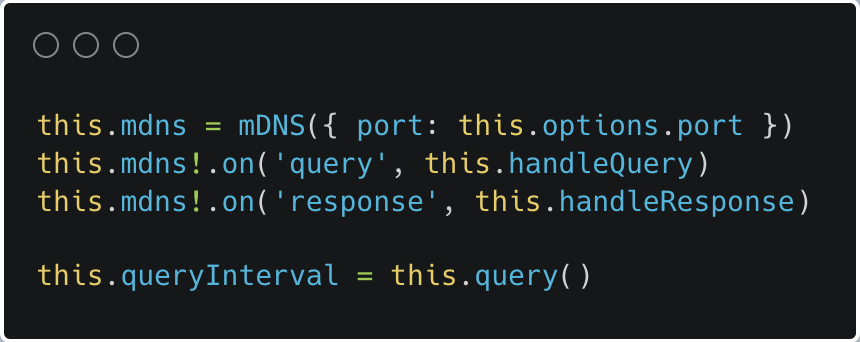 this.mdns = mDNS({ port: this.options.port })
this.mdns!.on('query', this.handleQuery)
this.mdns!.on('response', this.handleResponse)
this.queryInterval = this.query()